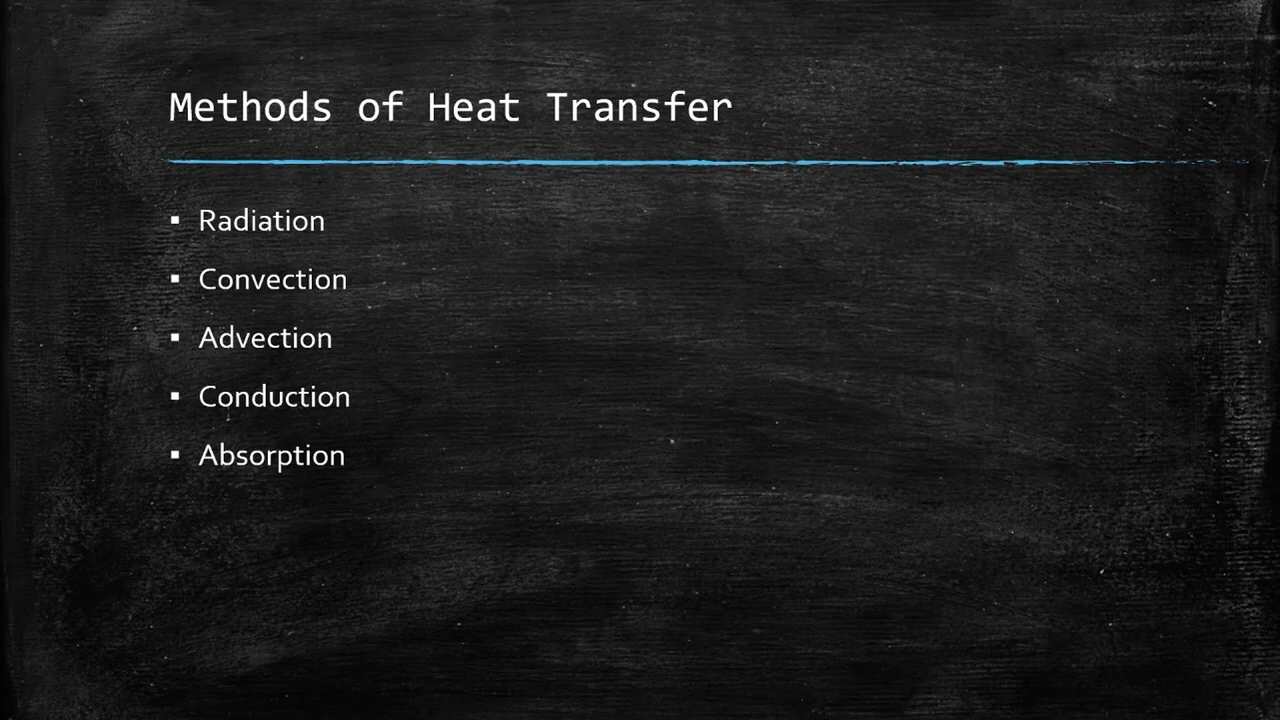 Methods of Heat Transfer
▪ Radiation
▪ Convection
▪ Advection
▪ Conduction
▪ Absorption